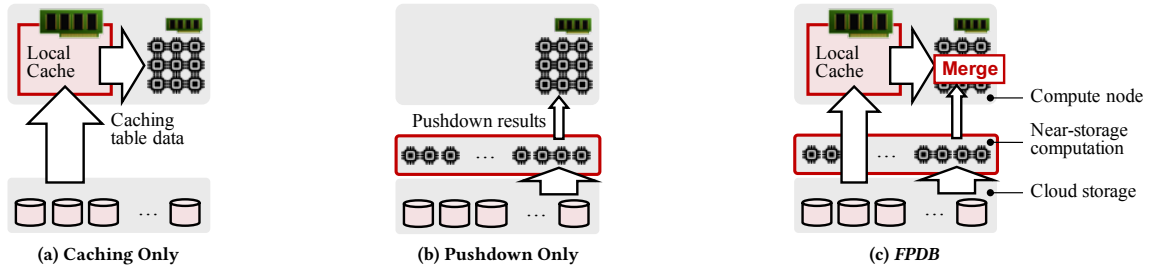 Local
Cache
Caching
table data
(a) Caching Only
Pushdown results
...
(b) Pushdown Only
Local
Cache
Merge
Compute node
Near-storage
computation
Cloud storage
...
(c) FPDB